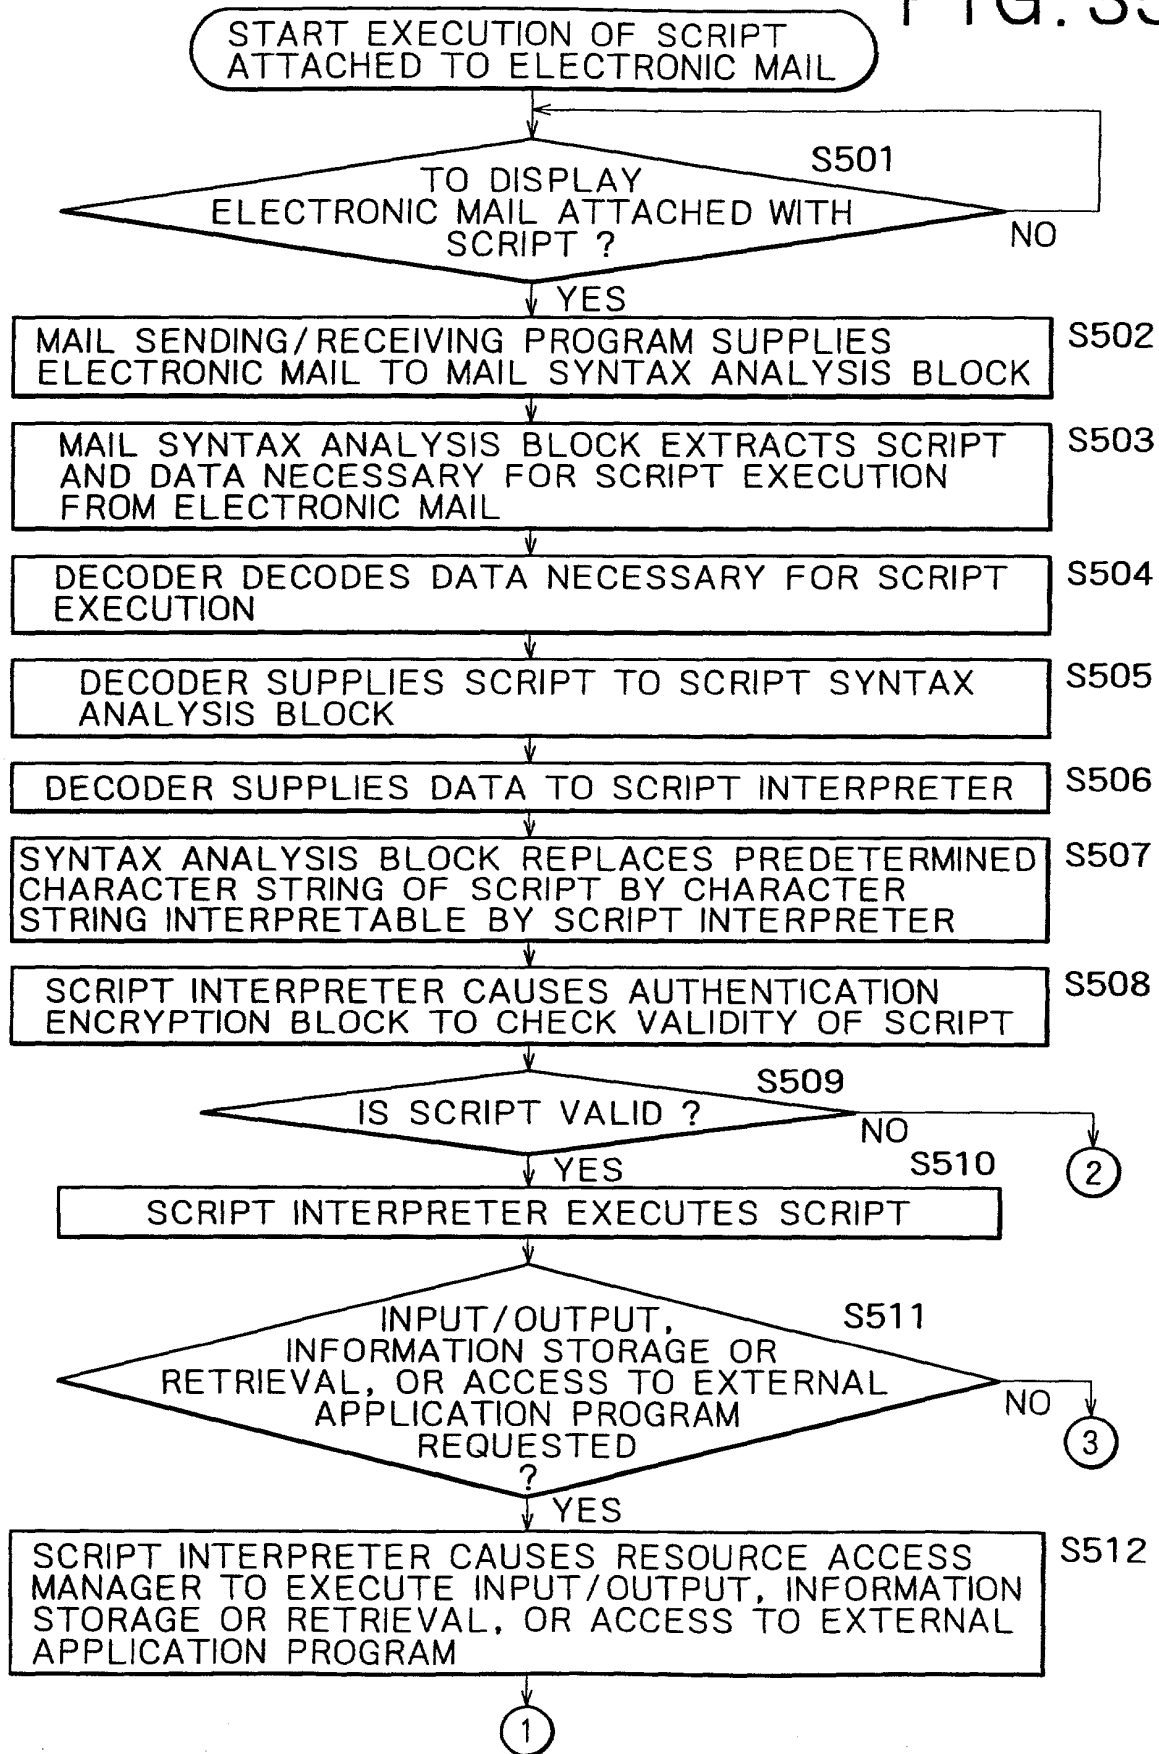 FIG. 35
START EXECUTION OF SCRIPT
ATTACHED TO ELECTRONIC MAIL
S501
TO DISPLAY
ELECTRONIC MAIL ATTACHED WITH
SCRIPT ?
NO
YES
MAIL SENDING/RECEIVING PROGRAM SUPPLIES
ELECTRONIC MAIL TO MAIL SYNTAX ANALYSIS BLOCK
S502
MAIL SYNTAX ANALYSIS BLOCK EXTRACTS SCRIPT
AND DATA NECESSARY FOR SCRIPT EXECUTION
FROM ELECTRONIC MAIL
S503
DECODER DECODES DATA NECESSARY FOR SCRIPT
EXECUTION
S504
DECODER SUPPLIES SCRIPT TO SCRIPT SYNTAX
ANALYSIS BLOCK
S505
DECODER SUPPLIES DATA TO SCRIPT INTERPRETER
S506
SYNTAX ANALYSIS BLOCK REPLACES PREDETERMINED
CHARACTER STRING OF SCRIPT BY CHARACTER
STRING INTERPRETABLE BY SCRIPT INTERPRETER
S507
SCRIPT INTERPRETER CAUSES AUTHENTICATION
ENCRYPTION BLOCK TO CHECK VALIDITY OF SCRIPT
S508
S509
IS SCRIPT VALID ?
NO
2
YES
S510
SCRIPT INTERPRETER EXECUTES SCRIPT
S511
INPUT/OUTPUT,
INFORMATION STORAGE OR
RETRIEVAL, OR ACCESS TO EXTERNAL
APPLICATION PROGRAM
REQUESTED
?
NO
3
YES
SCRIPT INTERPRETER CAUSES RESOURCE ACCESS
MANAGER TO EXECUTE INPUT/OUTPUT, INFORMATION
STORAGE OR RETRIEVAL, OR ACCESS TO EXTERNAL
APPLICATION PROGRAM
S512
1